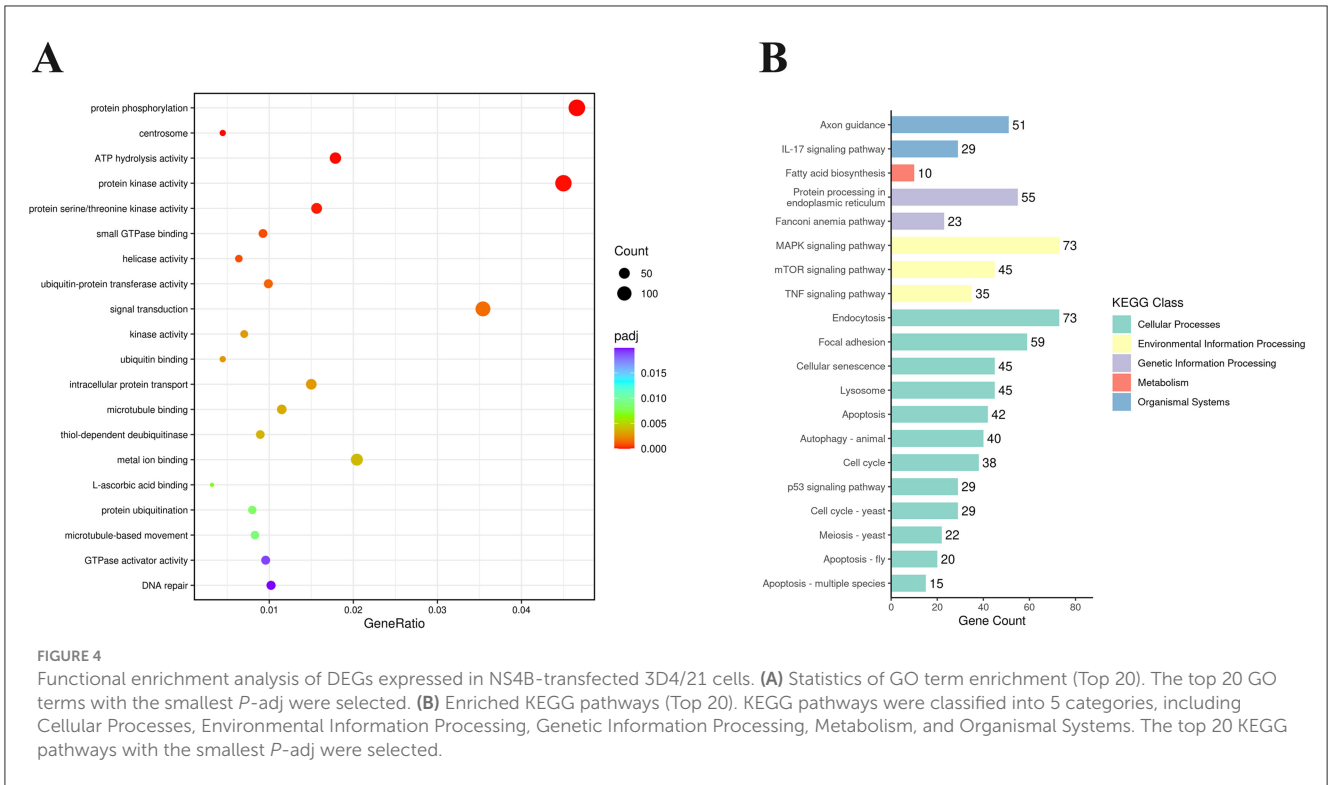 A
protein phosphorylation
centrosome
ATP hydrolysis activity
protein kinase activity
protein serine/threonine kinase activity
small GTPase binding
helicase activity
ubiquitin-protein transferase activity
signal transduction
kinase activity
ubiquitin binding
intracellular protein transport
microtubule binding
thiol-dependent deubiquitinase
metal ion binding
L-ascorbic acid binding
protein ubiquitination
microtubule-based movement
GTPase activator activity
DNA repair
0.01 0.02 0.03 0.04
GeneRatio
Count
50
100
padj
0.015
0.010
0.005
0.000
B
Axon guidance 51
IL-17 signaling pathway 29
Fatty acid biosynthesis 10
Protein processing in
endoplasmic reticulum 55
Fanconi anemia pathway 23
MAPK signaling pathway 73
mTOR signaling pathway 45
TNF signaling pathway 35
Endocytosis 73
Focal adhesion 59
Cellular senescence 45
Lysosome 45
Apoptosis 42
Autophagy - animal 40
Cell cycle 38
p53 signaling pathway 29
Cell cycle - yeast 29
Meiosis - yeast 22
Apoptosis - fly 20
Apoptosis - multiple species 15
0 20 40 60 80
Gene Count
KEGG Class
Cellular Processes
Environmental Information Processing
Genetic Information Processing
Metabolism
Organismal Systems
FIGURE 4
Functional enrichment analysis of DEGs expressed in NS4B-transfected 3D4/21 cells. (A) Statistics of GO term enrichment (Top 20). The top 20 GO
terms with the smallest P-adj were selected. (B) Enriched KEGG pathways (Top 20). KEGG pathways were classified into 5 categories, including
Cellular Processes, Environmental Information Processing, Genetic Information Processing, Metabolism, and Organismal Systems. The top 20 KEGG
pathways with the smallest P-adj were selected.